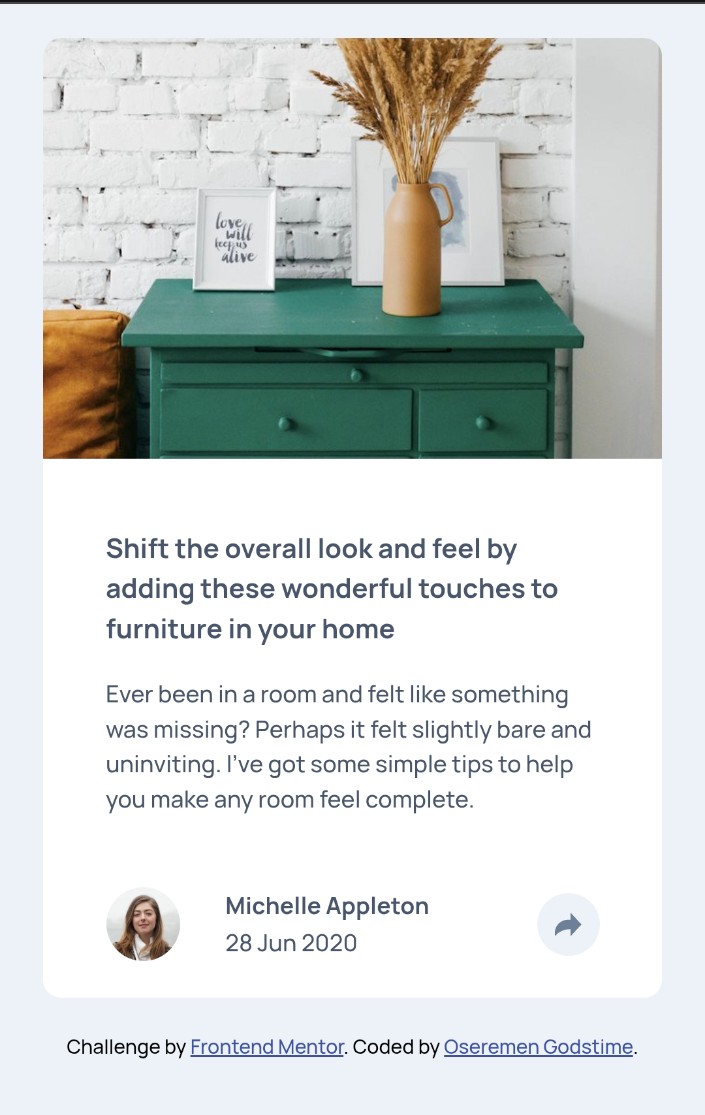 love
will
keep us
alive
Shift the overall look and feel by
adding these wonderful touches to
furniture in your home
Ever been in a room and felt like something
was missing? Perhaps it felt slightly bare and
uninviting. I’ve got some simple tips to help
you make any room feel complete.
Michelle Appleton
28 Jun 2020
Challenge by Frontend Mentor. Coded by Oseremen Godstime.